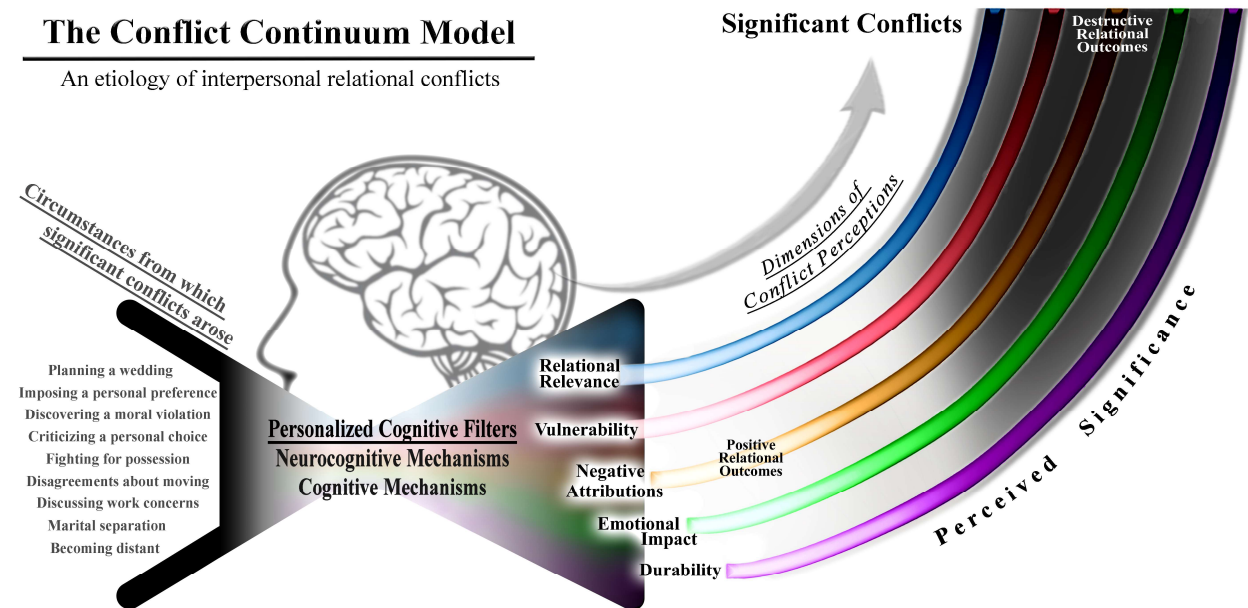 The Conflict Continuum Model
An etiology of interpersonal relational conflicts
Significant Conflicts
Destructive
Relational
Outcomes
Circumstances from which
significant conflicts arose
Dimensions of
Conflict Perceptions
Planning a wedding
Imposing a personal preference
Discovering a moral violation
Criticizing a personal choice
Fighting for possession
Disagreements about moving
Discussing work concerns
Marital separation
Becoming distant
Personalized Cognitive Filters
Neurocognitive Mechanisms
Cognitive Mechanisms
Relational
Relevance
Vulnerability
Negative
Attributions
Emotional
Impact
Durability
Positive
Relational
Outcomes
Perceived Significance